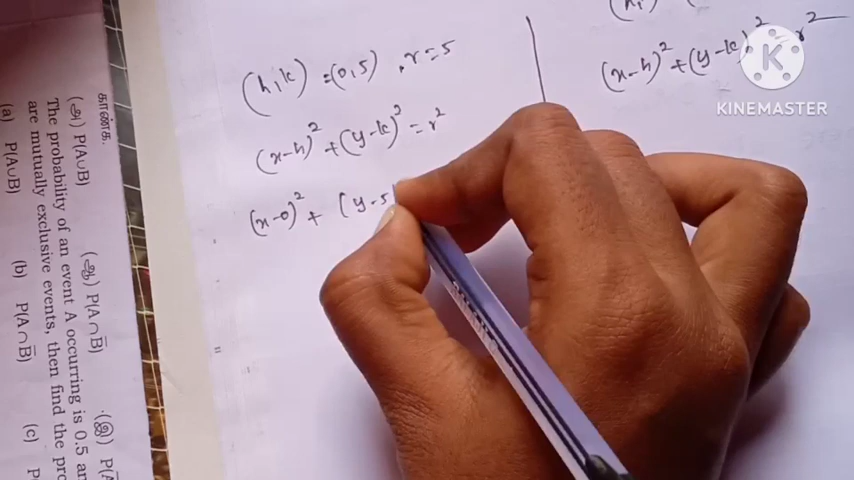 (h,k) = (0,5) , r = 5
(x-h)² + (y-k)² = r²
(x-0)² + (y-5
(x-h)² + (y-k)² r²
KINEMASTER
காண்க.
(அ) P(A∪B) (ஆ) P(A∩B̅) (இ) P(A̅
The probability of an event A occurring is 0.5 an
are mutually exclusive events, then find the pro
(a) P(A∪B) (b) P(A∩B̅) (c) P